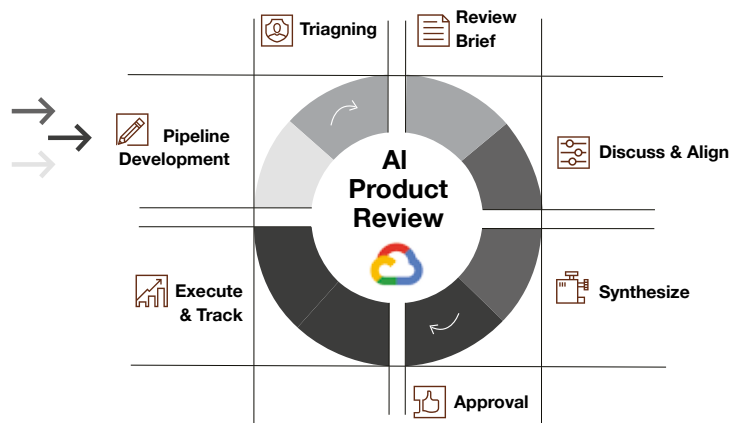 Triagning
Review
Brief
Pipeline
Development
Discuss & Align
AI
Product
Review
Execute
& Track
Synthesize
Approval